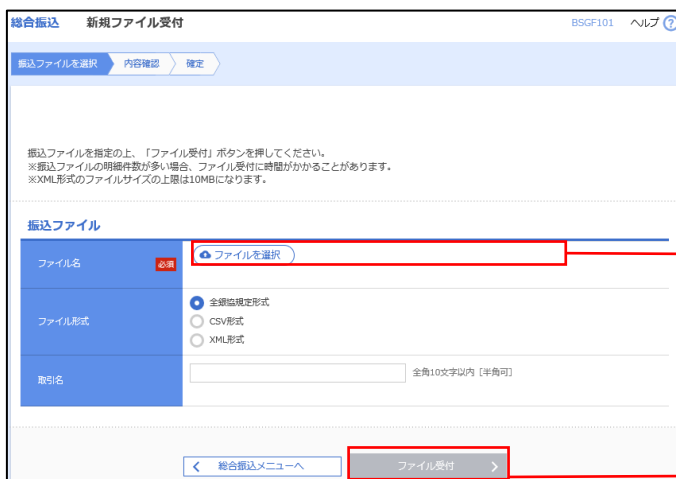 総合振込 新規ファイル受付 BSGF101 ヘルプ ?
振込ファイルを選択 内容確認 確定
振込ファイルを指定の上、「ファイル受付」ボタンを押してください。
※振込ファイルの明細件数が多い場合、ファイル受付に時間がかかることがあります。
※XML形式のファイルサイズの上限は10MBになります。
振込ファイル
ファイル名 必須 ファイルを選択
ファイル形式
全銀協規定形式
CSV形式
XML形式
取引名 全角10文字以内 [半角可]
総合振込メニューへ ファイル受付